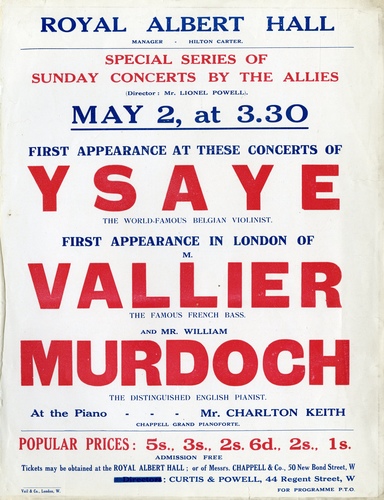 ROYAL ALBERT HALL
MANAGER - HILTON CARTER.
SPECIAL SERIES OF
SUNDAY CONCERTS BY THE ALLIES
(Director: Mr. LIONEL POWELL).
MAY 2, at 3.30
FIRST APPEARANCE AT THESE CONCERTS OF
YSAYE
THE WORLD-FAMOUS BELGIAN VIOLINIST.
FIRST APPEARANCE IN LONDON OF
M.
VALLIER
THE FAMOUS FRENCH BASS.
AND MR. WILLIAM
MURDOCH
THE DISTINGUISHED ENGLISH PIANIST.
At the Piano - - - Mr. CHARLTON KEITH
CHAPPELL GRAND PIANOFORTE.
POPULAR PRICES: 5s., 3s., 2s. 6d., 2s., 1s.
ADMISSION FREE
Tickets may be obtained at the ROYAL ALBERT HALL; or of Messrs. CHAPPELL & Co., 50 New Bond Street, W
CURTIS & POWELL, 44 Regent Street, W
Vail & Co., London, W. FOR PROGRAMME P.T.O.